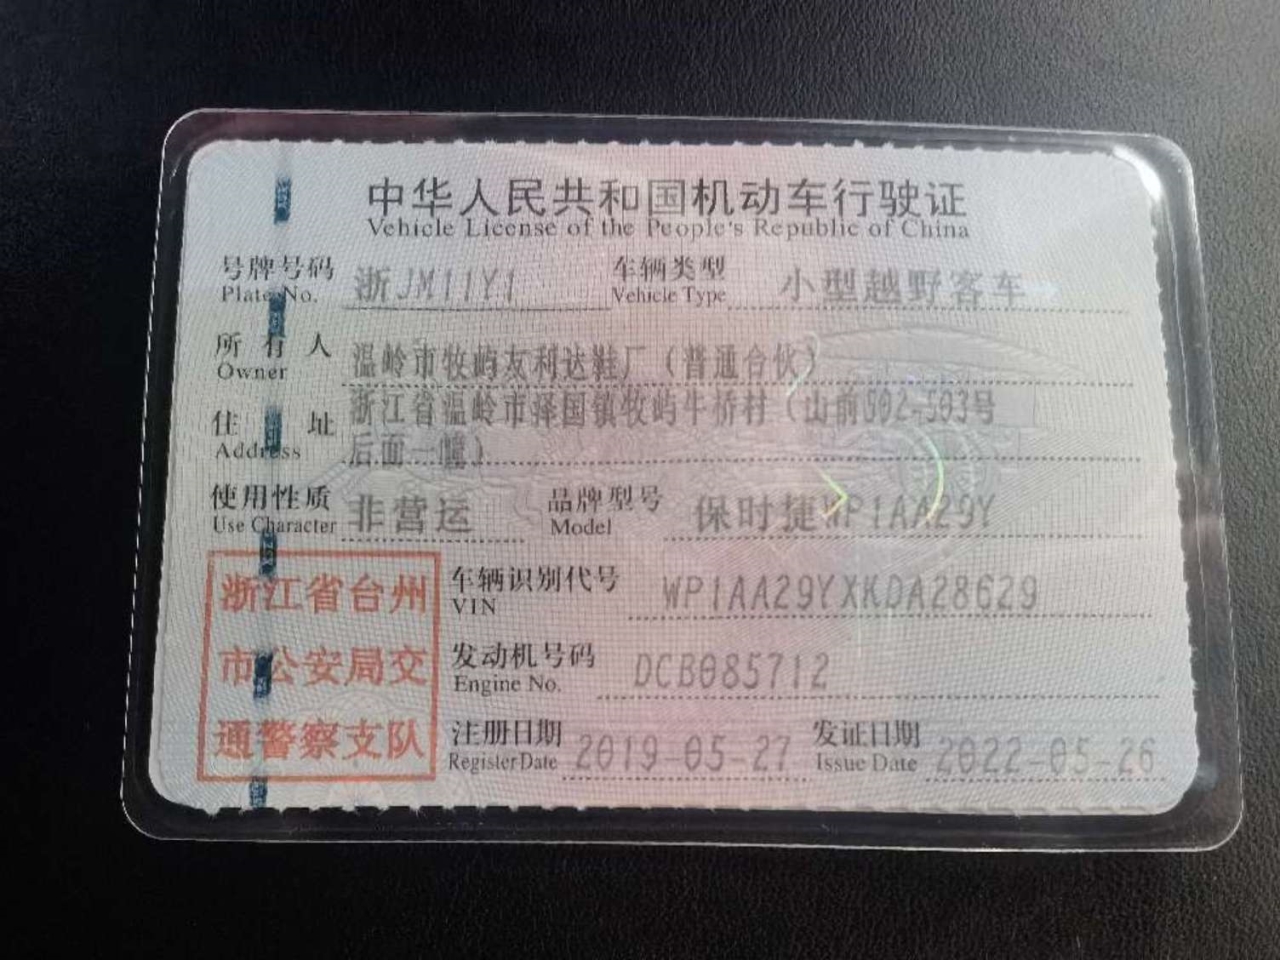 中华人民共和国机动车行驶证
Vehicle License of the People's Republic of China
号牌号码 浙JM11Y1 车辆类型 小型越野客车
Plate No. Vehicle Type
所有人 温岭市牧屿友利达鞋厂（普通合伙）
Owner
浙江省温岭市泽国镇牧屿牛桥村（山前502-503号
住址
Address 后面一幢）
使用性质 非营运 品牌型号 保时捷WP1AA29Y
Use Character Model
浙江省台州 车辆识别代号 WP1AA29YXKDA28629
VIN
市公安局交 发动机号码 DCB085712
Engine No.
通警察支队 注册日期 2019-05-27 发证日期 2022-05-26
Register Date Issue Date